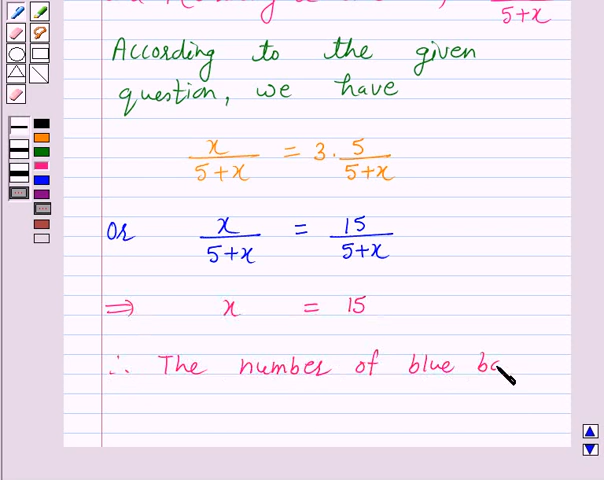 5+x
According to the given
question, we have
x/5+x = 3. 5/5+x
Or x/5+x = 15/5+x
⇒ x = 15
∴ The number of blue ba